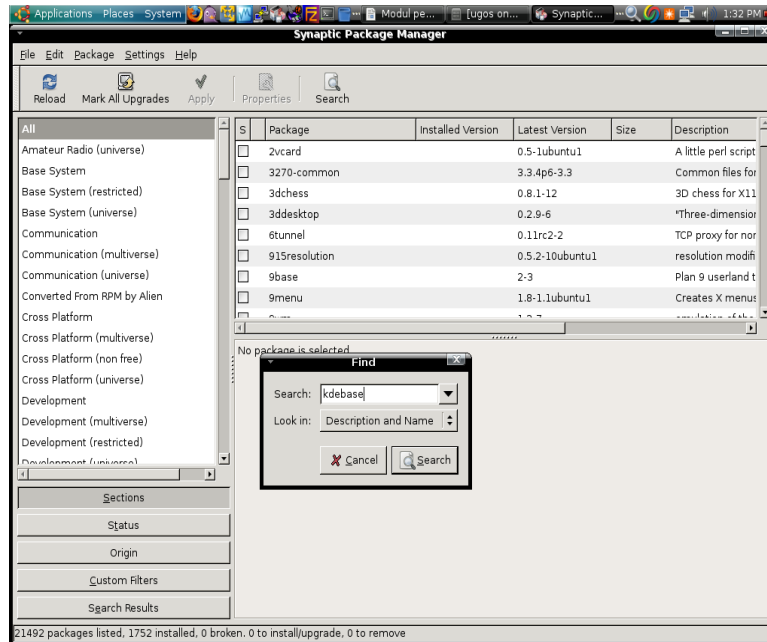 Applications Places System Modul pe... [ugos on... Synaptic... 1:32 PM
Synaptic Package Manager
File Edit Package Settings Help
Reload Mark All Upgrades Apply Properties Search
All
Amateur Radio (universe)
Base System
Base System (restricted)
Base System (universe)
Communication
Communication (multiverse)
Communication (universe)
Converted From RPM by Alien
Cross Platform
Cross Platform (multiverse)
Cross Platform (non free)
Cross Platform (universe)
Development
Development (multiverse)
Development (restricted)
Development (universe)
Sections
Status
Origin
Custom Filters
Search Results
S Package Installed Version Latest Version Size Description
2vcard 0.5-1ubuntu1 A little perl script
3270-common 3.3.4p6-3.3 Common files for
3dchess 0.8.1-12 3D chess for X11
3ddesktop 0.2.9-6 "Three-dimension
6tunnel 0.11rc2-2 TCP proxy for nor
915resolution 0.5.2-10ubuntu1 resolution modifi
9base 2-3 Plan 9 userland t
9menu 1.8-1.1ubuntu1 Creates X menus
No package is selected.
Find
Search: kdebase
Look in: Description and Name
Cancel Search
21492 packages listed, 1752 installed, 0 broken. 0 to install/upgrade, 0 to remove